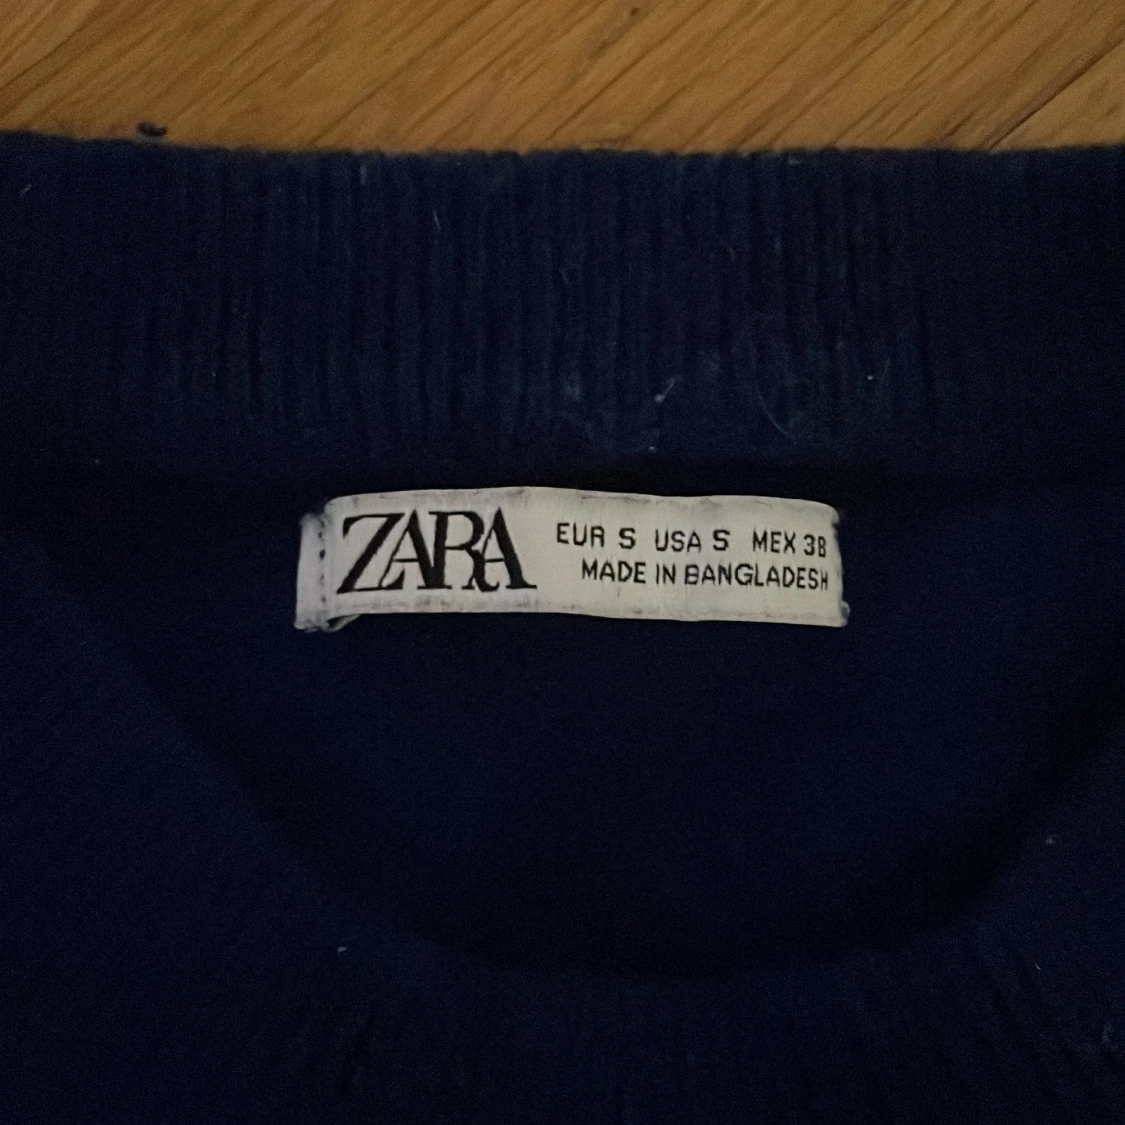 ZARA
EUR S USA S MEX 38
MADE IN BANGLADESH